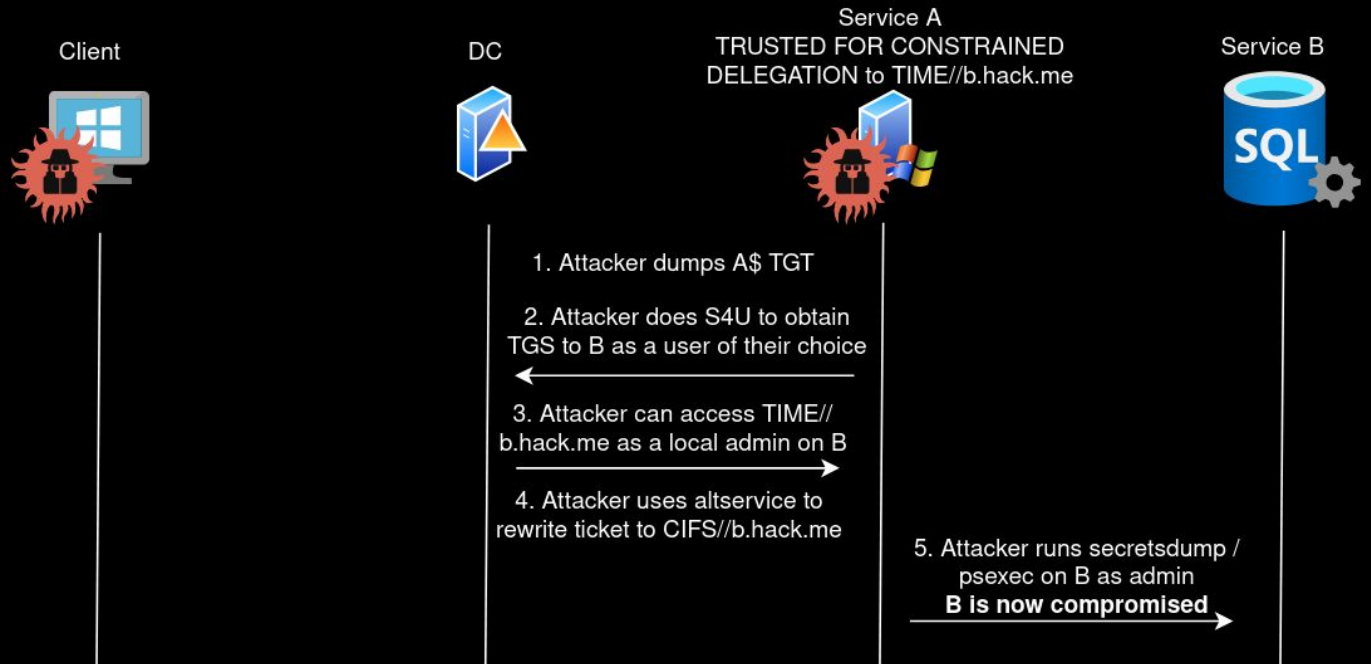 Client
DC
Service A
TRUSTED FOR CONSTRAINED
DELEGATION to TIME//b.hack.me
Service B
SQL
1. Attacker dumps A$ TGT
2. Attacker does S4U to obtain
TGS to B as a user of their choice
3. Attacker can access TIME//
b.hack.me as a local admin on B
4. Attacker uses altservice to
rewrite ticket to CIFS//b.hack.me
5. Attacker runs secretsdump /
psexec on B as admin
B is now compromised